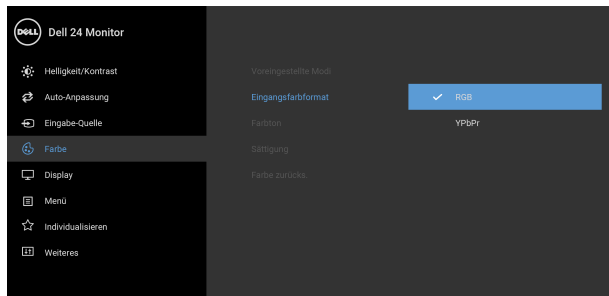 DELL Dell 24 Monitor
Helligkeit/Kontrast
Auto-Anpassung
Eingabe-Quelle
Farbe
Display
Menü
Individualisieren
Weiteres
Voreingestellte Modi
Eingangsfarbformat
Farbton
Sättigung
Farbe zurücks.
RGB
YPbPr